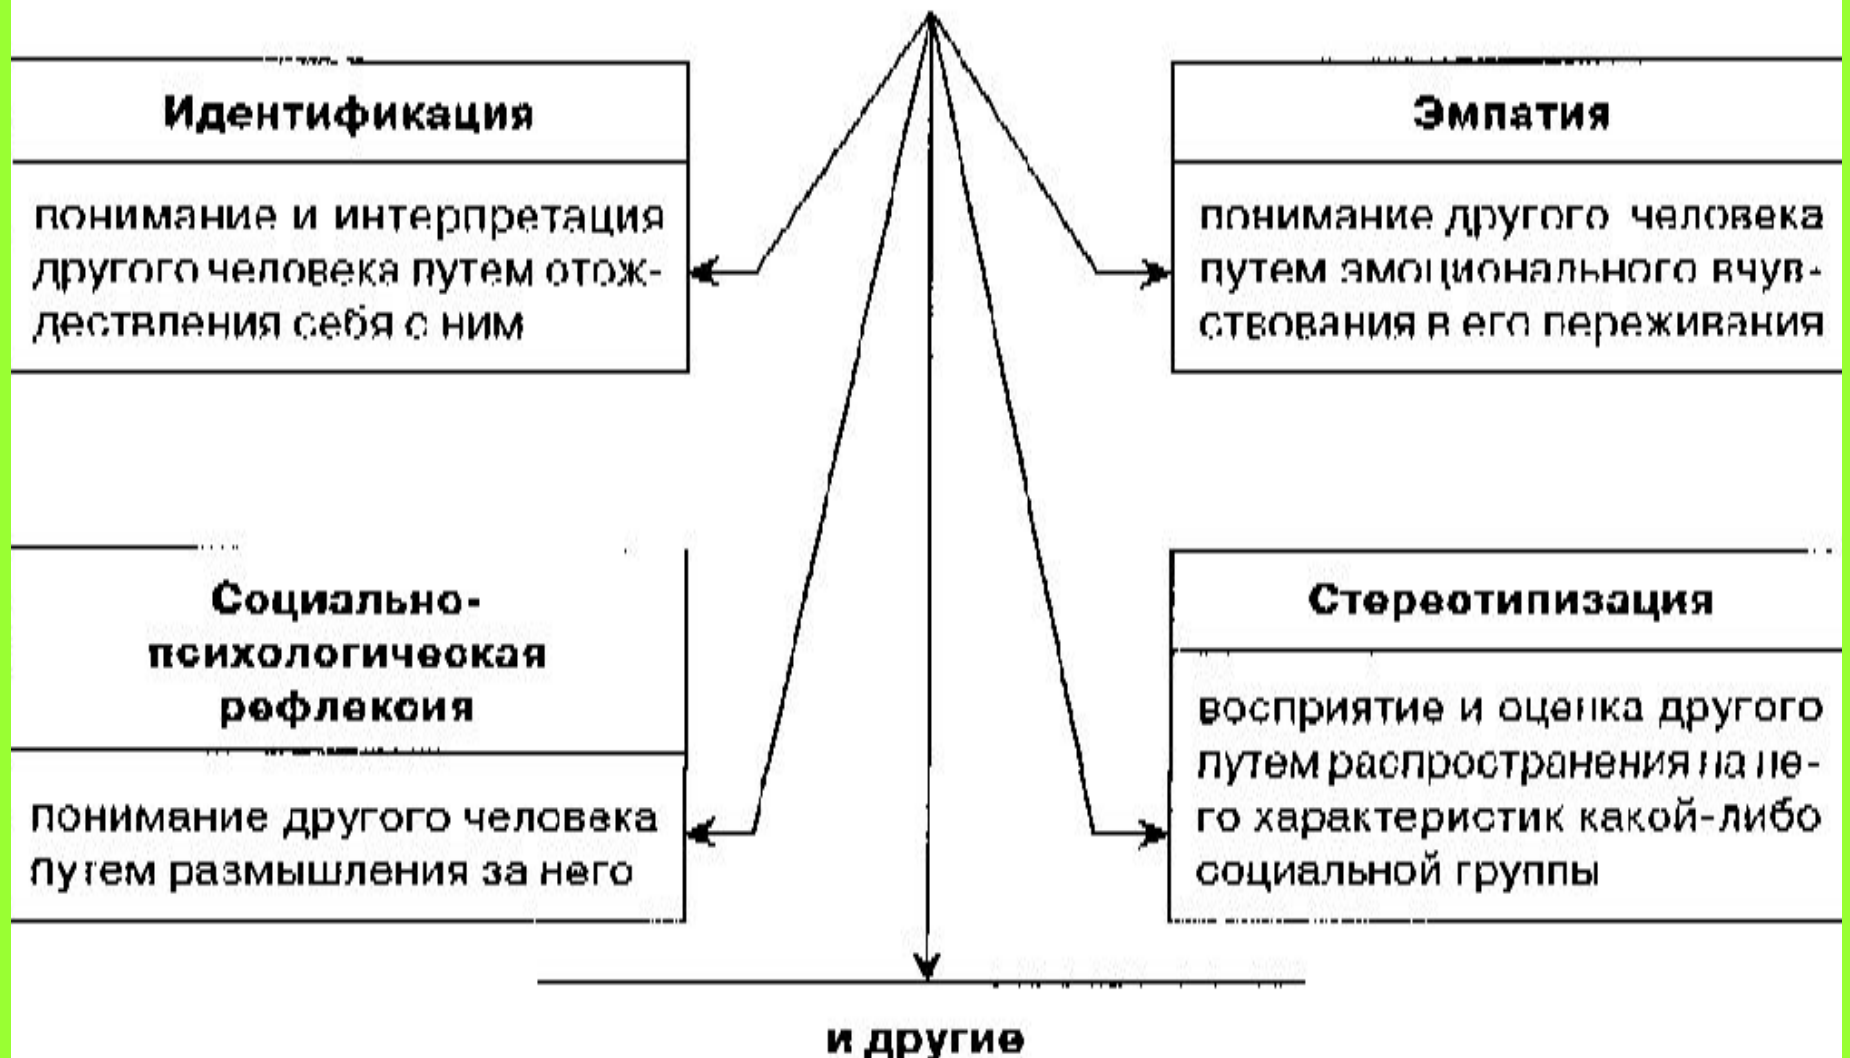 Идентификация
понимание и интерпретация
другого человека путем отож-
дествления себя с ним
Эмпатия
понимание другого человека
путем эмоционального вчув-
ствования в его переживания
Социально-
психологическая
рефлексия
понимание другого человека
путем размышления за него
Стереотипизация
восприятие и оценка другого
путем распространения на не-
го характеристик какой-либо
социальной группы
и другие